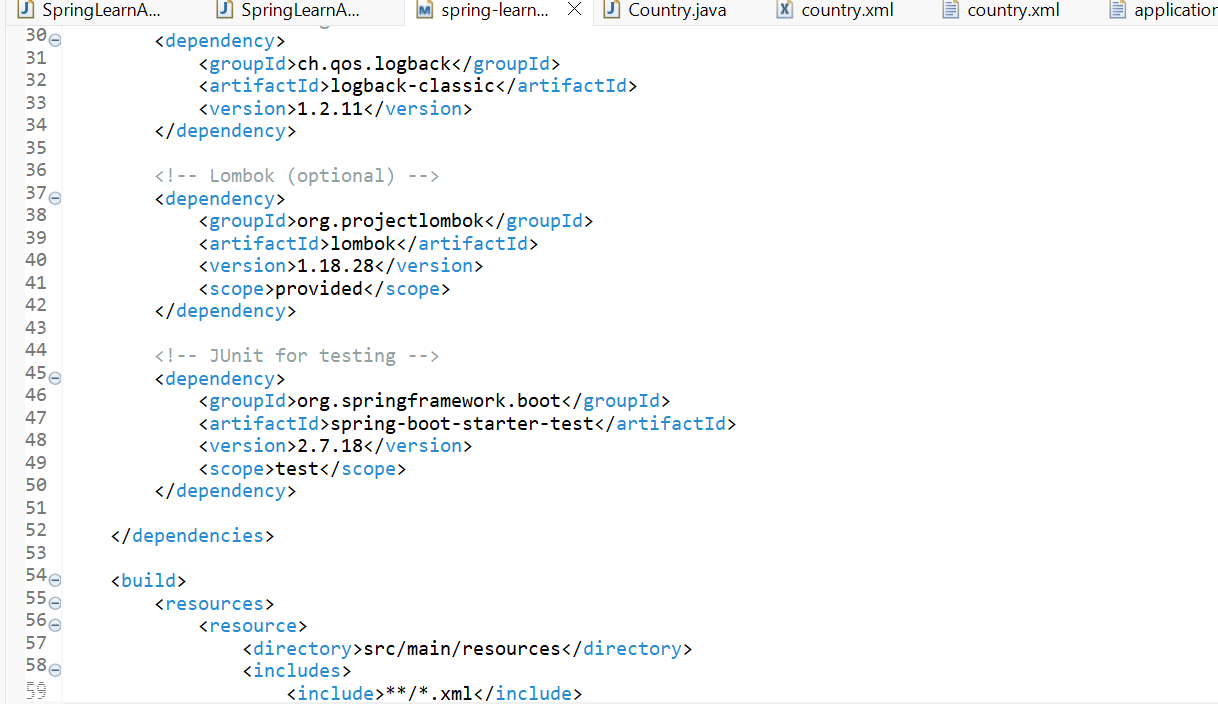 SpringLearnA... SpringLearnA... spring-learn... Country.java country.xml country.xml application
30 <dependency>
31 <groupId>ch.qos.logback</groupId>
32 <artifactId>logback-classic</artifactId>
33 <version>1.2.11</version>
34 </dependency>
35
36 <!-- Lombok (optional) -->
37 <dependency>
38 <groupId>org.projectlombok</groupId>
39 <artifactId>lombok</artifactId>
40 <version>1.18.28</version>
41 <scope>provided</scope>
42 </dependency>
43
44 <!-- JUnit for testing -->
45 <dependency>
46 <groupId>org.springframework.boot</groupId>
47 <artifactId>spring-boot-starter-test</artifactId>
48 <version>2.7.18</version>
49 <scope>test</scope>
50 </dependency>
51
52 </dependencies>
53
54 <build>
55 <resources>
56 <resource>
57 <directory>src/main/resources</directory>
58 <includes>
59 <include>**/*.xml</include>